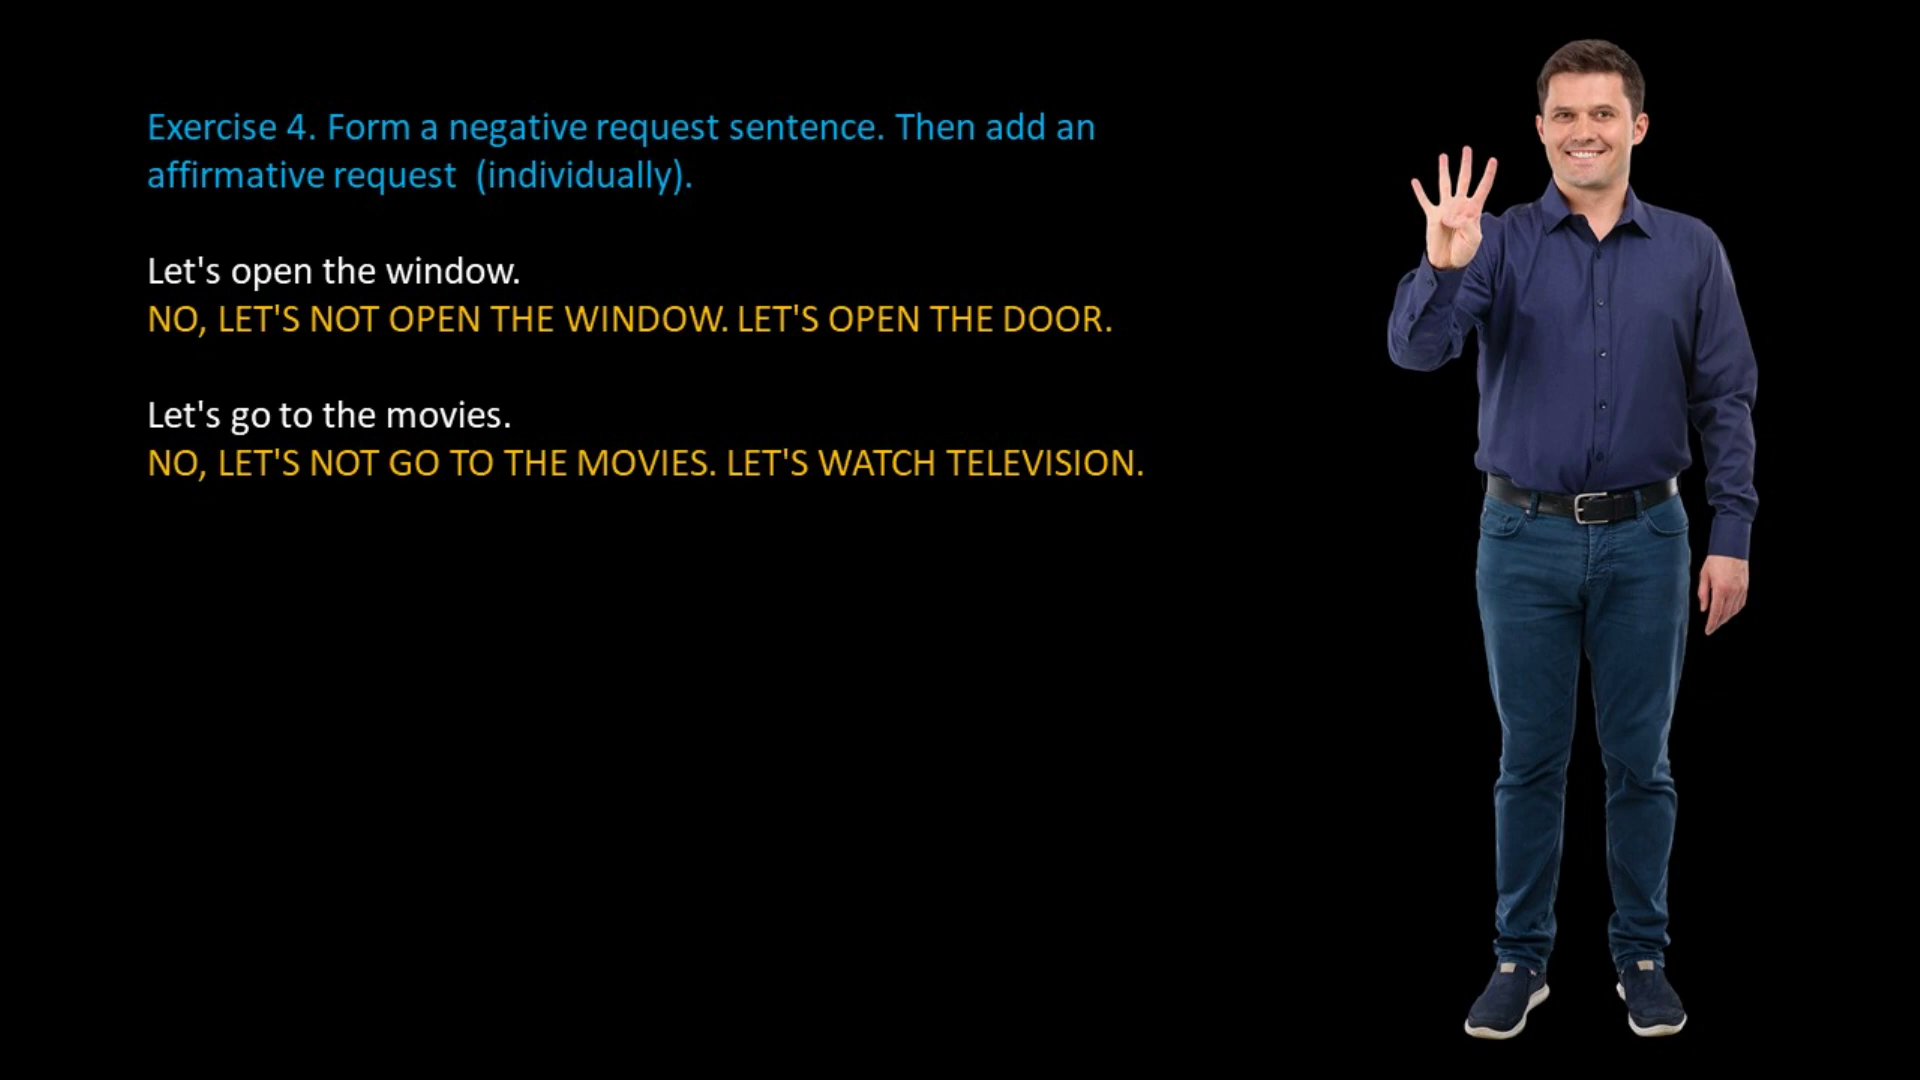 Exercise 4. Form a negative request sentence. Then add an
affirmative request  (individually).
Let's open the window.
NO, LET'S NOT OPEN THE WINDOW. LET'S OPEN THE DOOR.
Let's go to the movies.
NO, LET'S NOT GO TO THE MOVIES. LET'S WATCH TELEVISION.